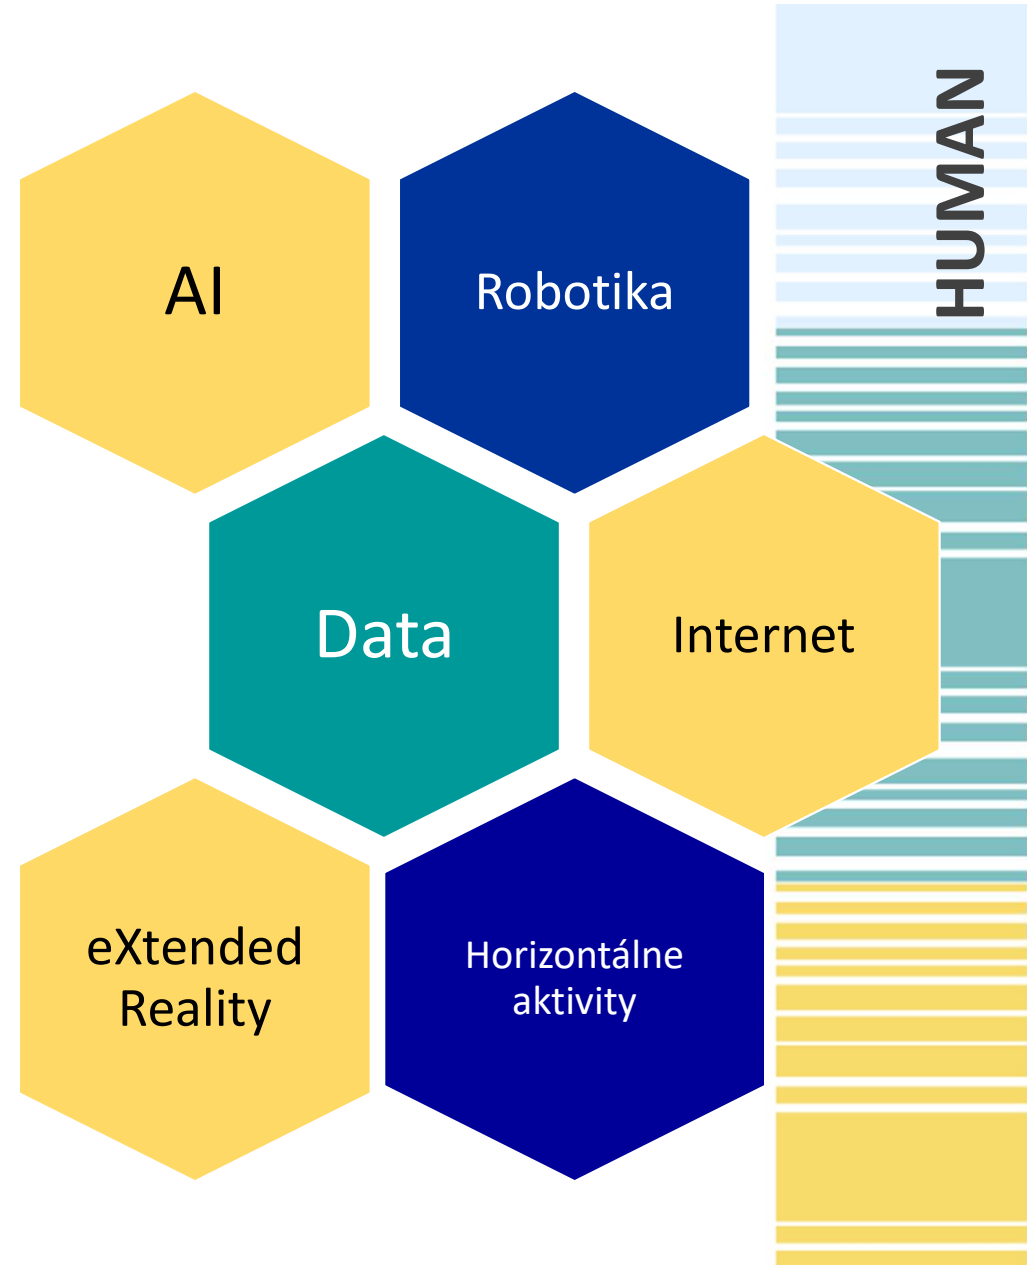 HUMAN
AI
Robotika
Data
Internet
eXtended
Reality
Horizontálne
aktivity